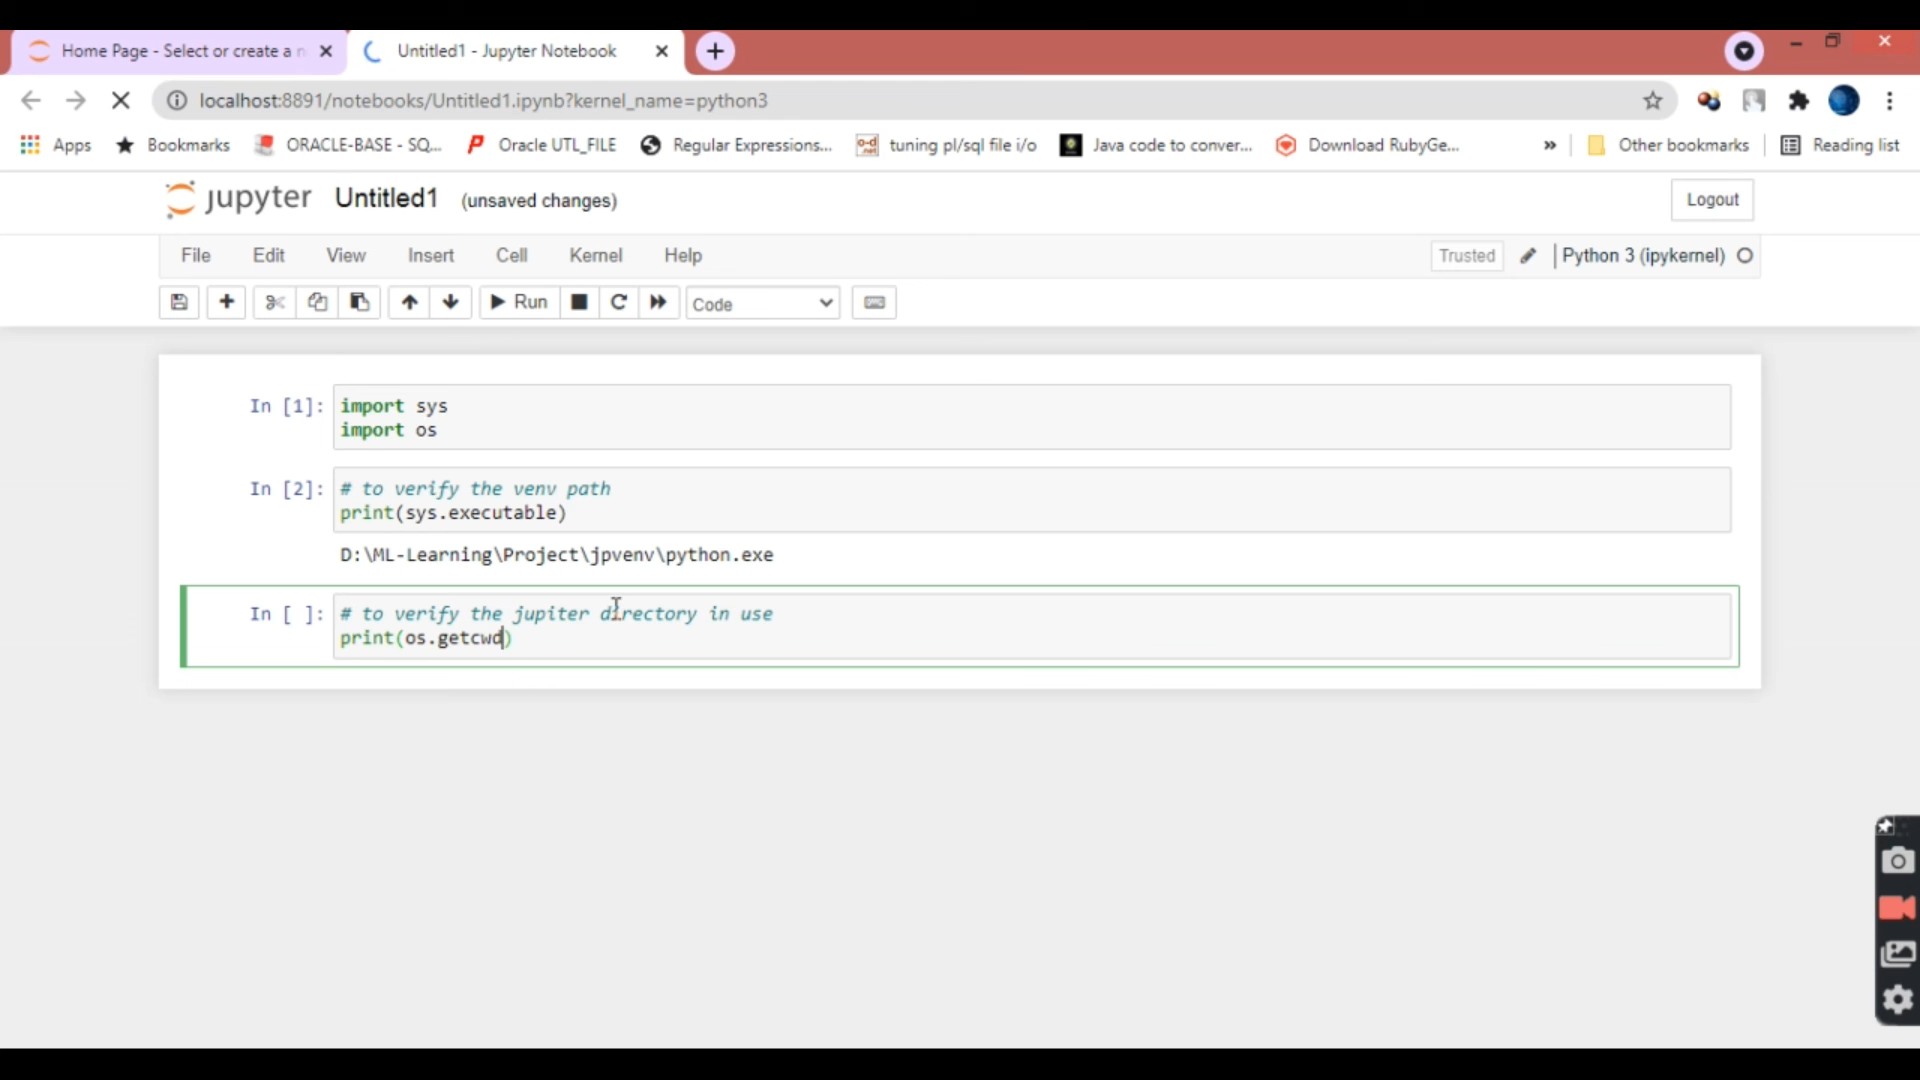 Home Page - Select or create a n
Untitled1 - Jupyter Notebook
localhost:8891/notebooks/Untitled1.ipynb?kernel_name=python3
Apps Bookmarks ORACLE-BASE - SQ... Oracle UTL_FILE Regular Expressions... tuning pl/sql file i/o Java code to conver... Download RubyGe... » Other bookmarks Reading list
jupyter Untitled1 (unsaved changes) Logout
File Edit View Insert Cell Kernel Help Trusted Python 3 (ipykernel)
Run Code
In [1]: import sys
import os
In [2]: # to verify the venv path
print(sys.executable)
D:\ML-Learning\Project\jpvenv\python.exe
In [ ]: # to verify the jupiter directory in use
print(os.getcwd)